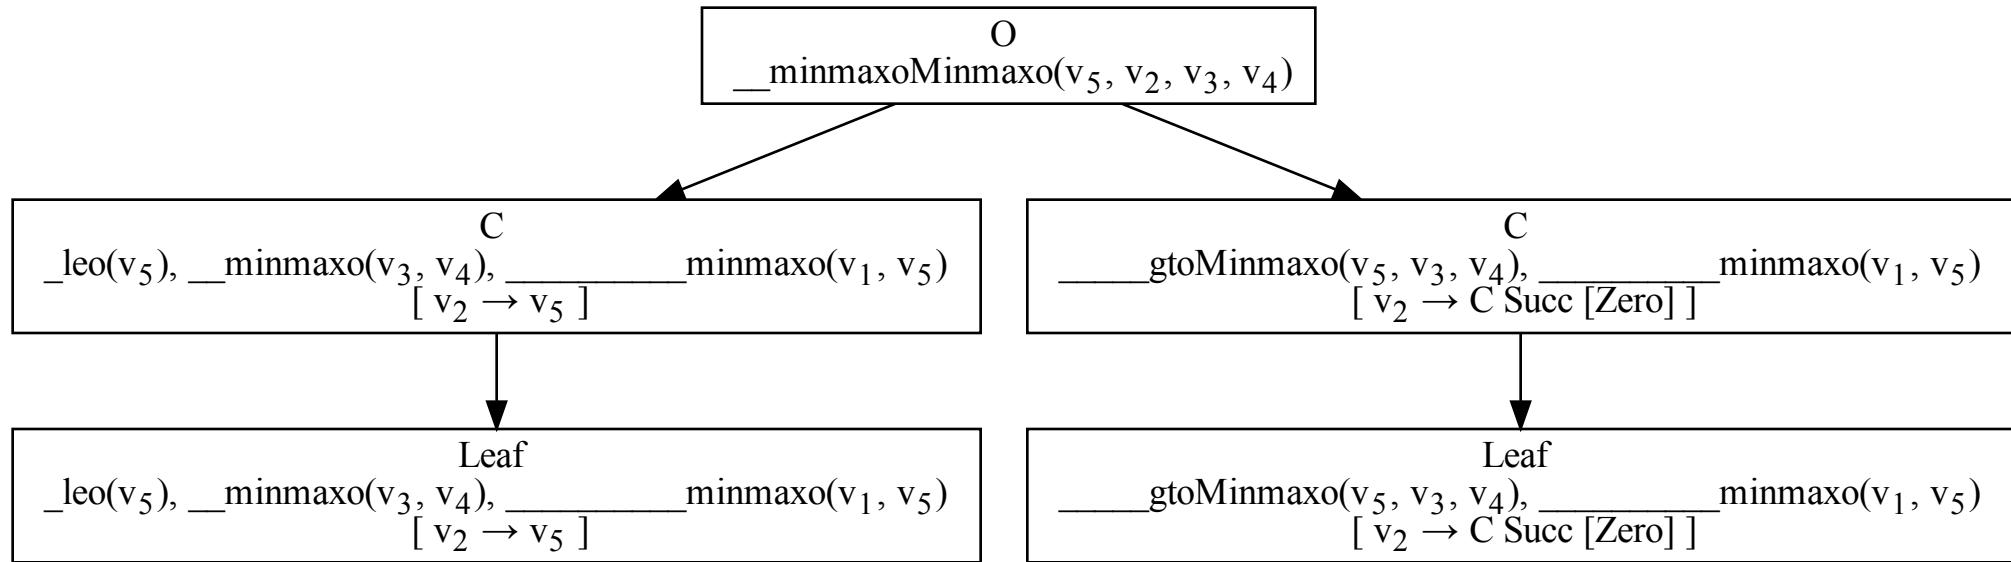 O
__minmaxoMinmaxo(v₅, v₂, v₃, v₄)
C
_leo(v₅), __minmaxo(v₃, v₄), __________minmaxo(v₁, v₅)
[ v₂ → v₅ ]
C
_____gtoMinmaxo(v₅, v₃, v₄), __________minmaxo(v₁, v₅)
[ v₂ → C Succ [Zero] ]
Leaf
_leo(v₅), __minmaxo(v₃, v₄), __________minmaxo(v₁, v₅)
[ v₂ → v₅ ]
Leaf
_____gtoMinmaxo(v₅, v₃, v₄), __________minmaxo(v₁, v₅)
[ v₂ → C Succ [Zero] ]